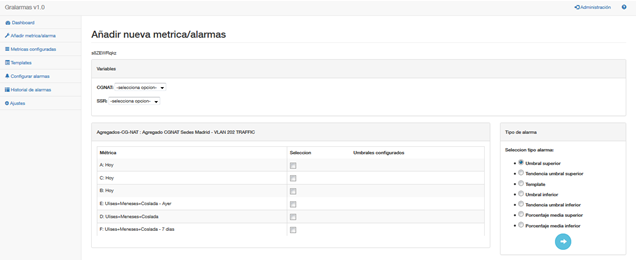 Gralarmas v1.0
Administración
Dashboard
Añadir metrica/alarma
Metricas configuradas
Templates
Configurar alarmas
Historial de alarmas
Ajustes
Añadir nueva metrica/alarmas
Variables
CGNAT: -selecciona opcion-
SSR: -selecciona opcion-
Agregados-CG-NAT : Agregado CGNAT Sedes Madrid - VLAN 202 TRAFFIC
Métrica Seleccion Umbrales configurados
A: Hoy
C: Hoy
B: Hoy
E: Ulises+Meneses+Coslada - Ayer
D: Ulises+Meneses+Coslada
F: Ulises+Meneses+Coslada - 7 dias
Tipo de alarma
Seleccion tipo alarma:
Umbral superior
Tendencia umbral superior
Template
Umbral inferior
Tendencia umbral inferior
Porcentaje media superior
Porcentaje media inferior